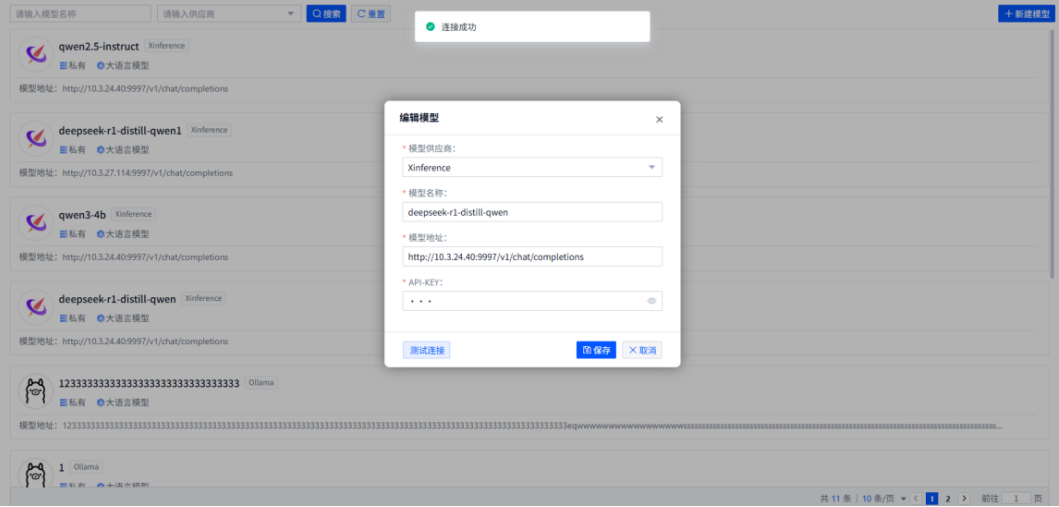 请输入模型名称 请输入供应商 搜索 重置 新建模型
连接成功
qwen2.5-instruct Xinference
私有 大语言模型
模型地址: http://10.3.24.40:9997/v1/chat/completions
deepseek-r1-distill-qwen1 Xinference
私有 大语言模型
模型地址: http://10.3.27.114:9997/v1/chat/completions
qwen3-4b Xinference
私有 大语言模型
模型地址: http://10.3.24.40:9997/v1/chat/completions
deepseek-r1-distill-qwen Xinference
私有 大语言模型
模型地址: http://10.3.24.40:9997/v1/chat/completions
Ollama
私有 大语言模型
模型地址:
1 Ollama
私有 大语言模型
共 11 条 10 条/页 1 2 前往 1 页
编辑模型
* 模型供应商:
Xinference
* 模型名称:
deepseek-r1-distill-qwen
* 模型地址:
http://10.3.24.40:9997/v1/chat/completions
* API-KEY:
测试连接 保存 取消